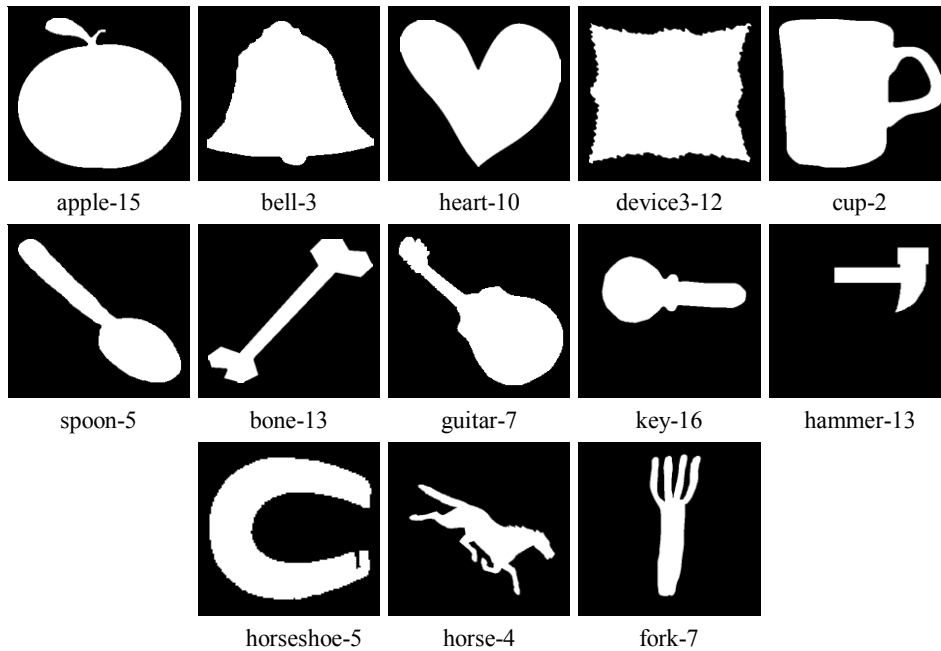 apple-15 bell-3 heart-10 device3-12 cup-2
spoon-5 bone-13 guitar-7 key-16 hammer-13
horseshoe-5 horse-4 fork-7